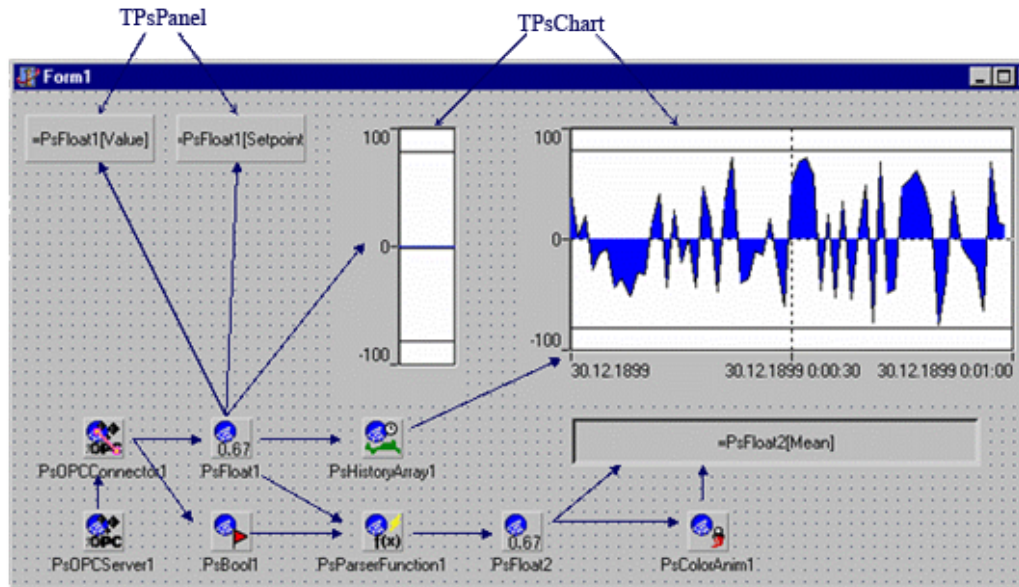 TPsPanel
TPsChart
Form1
=PsFloat1[Value]
=PsFloat1[Setpoint
100
0
-100
100
0
-100
30.12.1899
30.12.1899 0:00:30
30.12.1899 0:01:00
OPC
PsOPCConnector1
0.67
PsFloat1
PsHistoryArray1
=PsFloat2[Mean]
OPC
PsOPCServer1
PsBool1
f(x)
PsParserFunction1
0.67
PsFloat2
PsColorAnim1